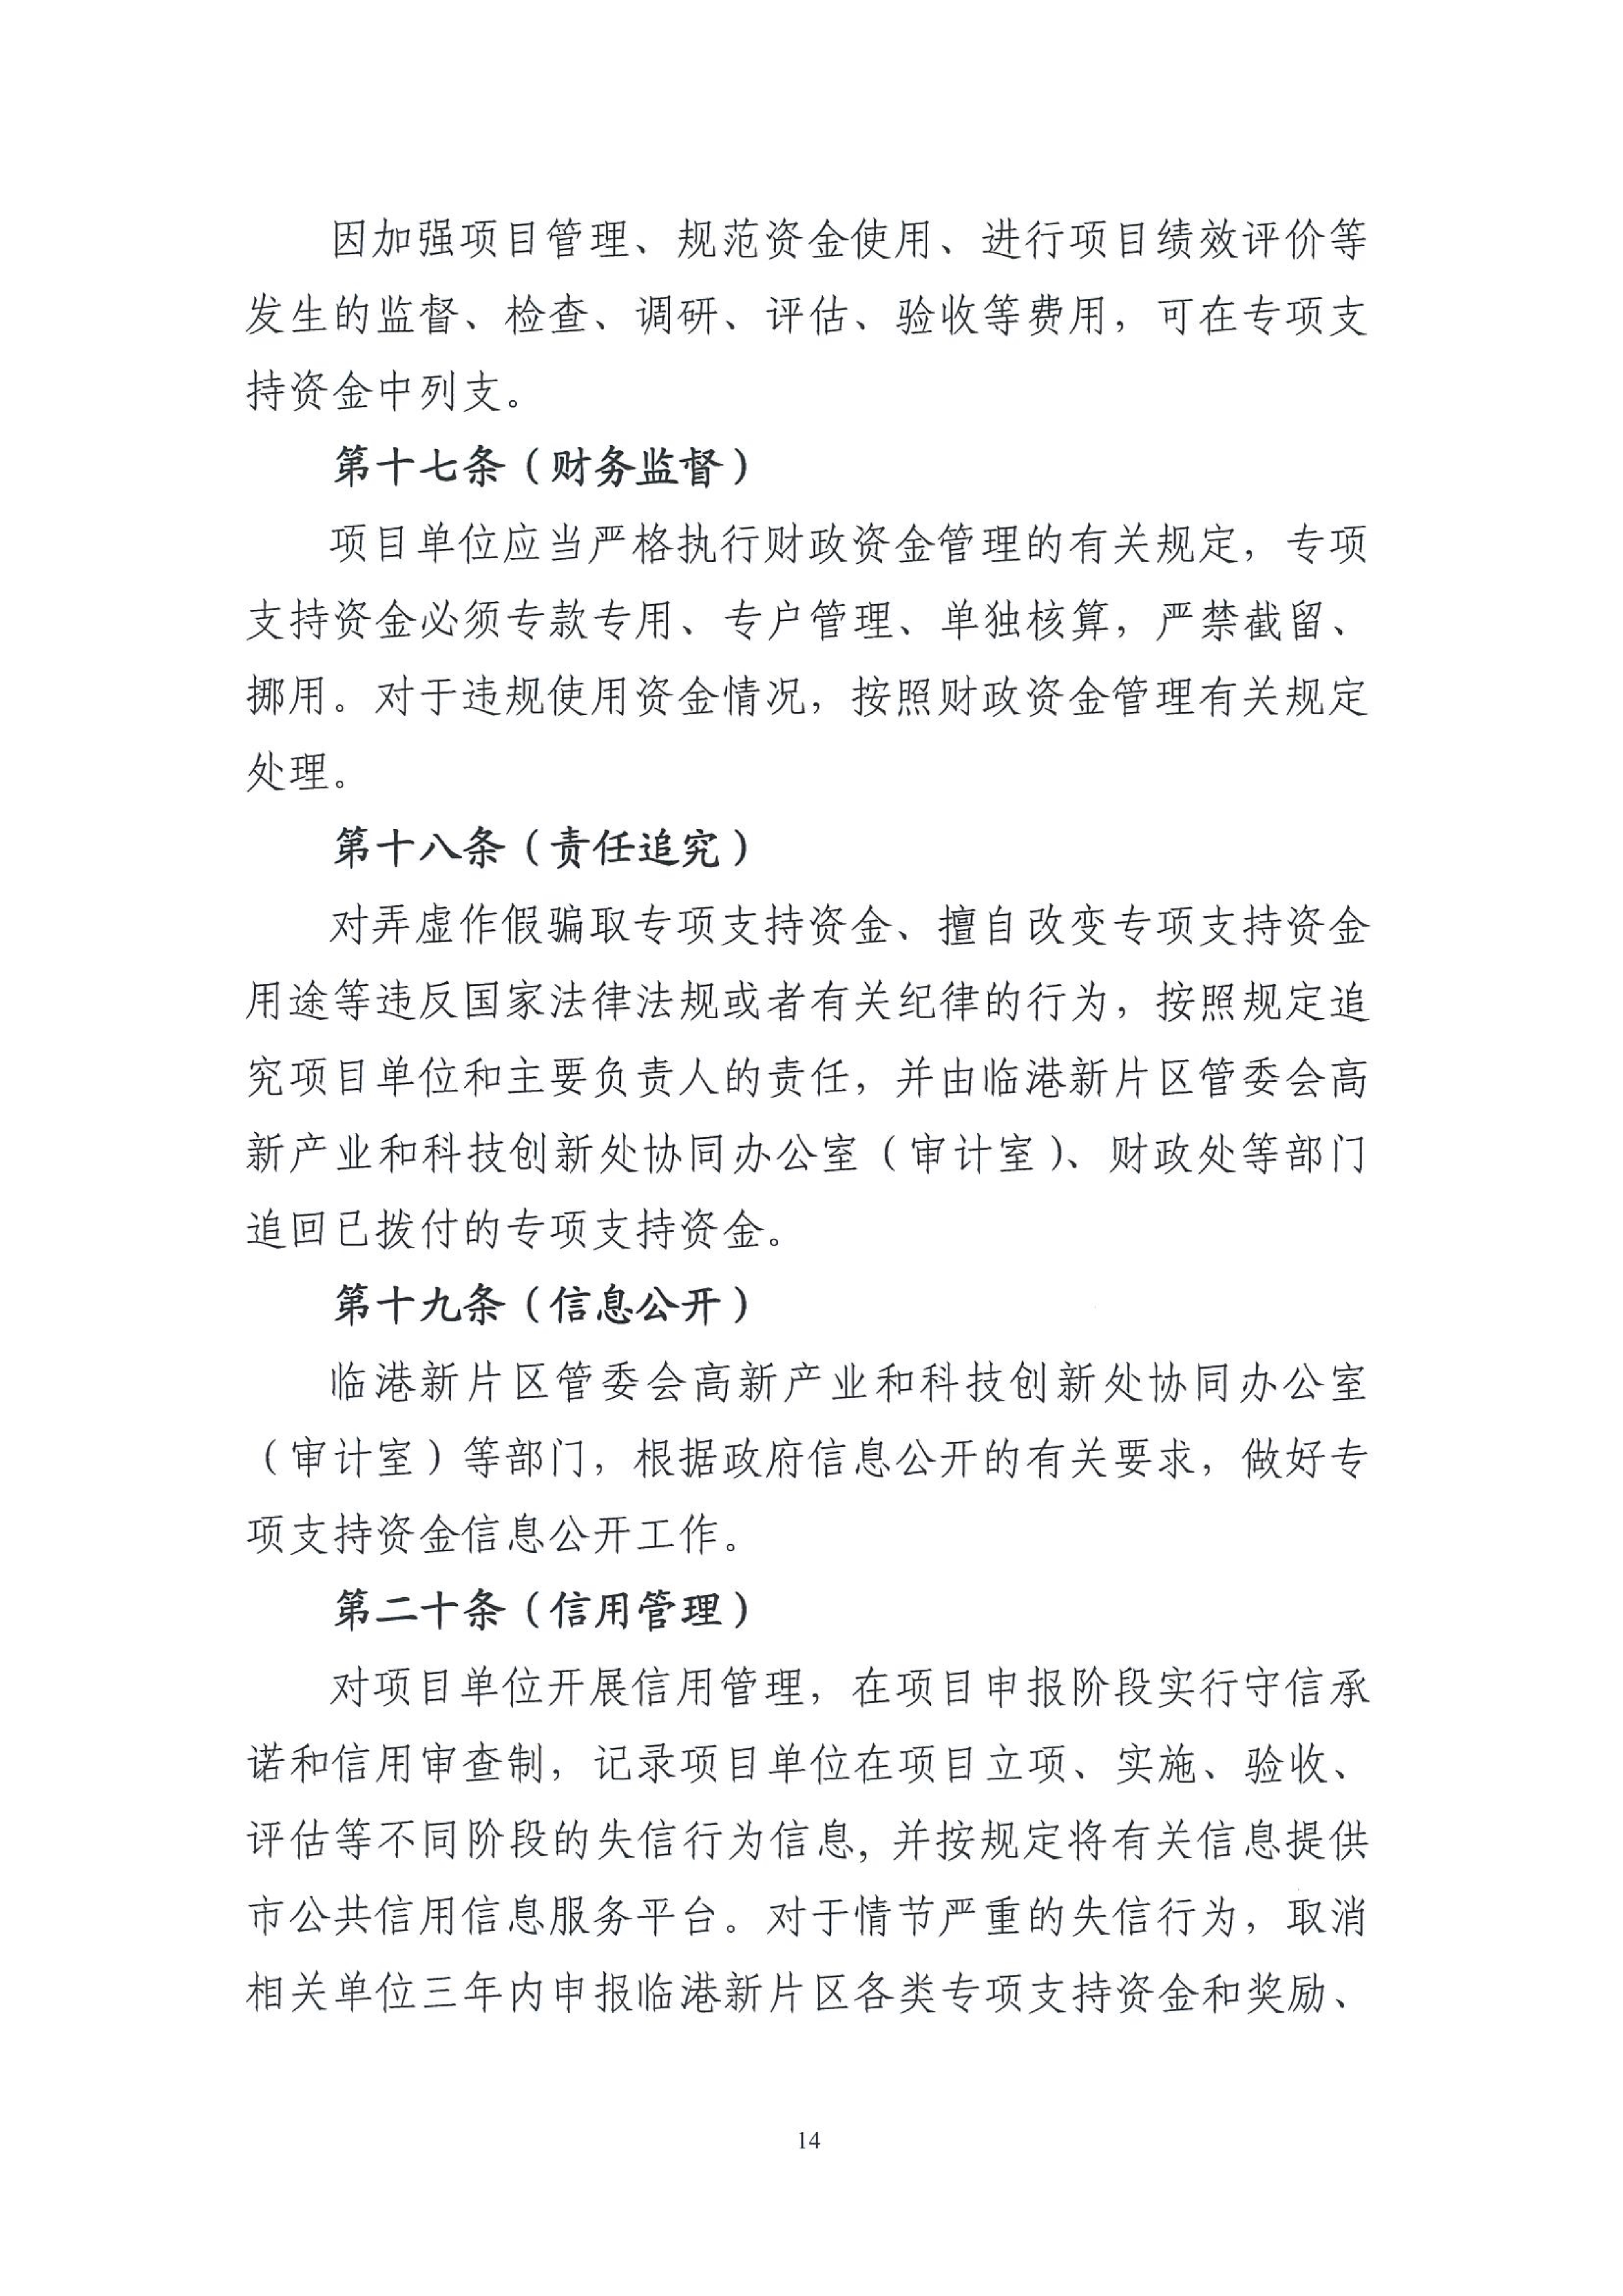 因加强项目管理、规范资金使用、进行项目绩效评价等
发生的监督、检查、调研、评估、验收等费用，可在专项支
持资金中列支。
第十七条（财务监督）
项目单位应当严格执行财政资金管理的有关规定，专项
支持资金必须专款专用、专户管理、单独核算，严禁截留、
挪用。对于违规使用资金情况，按照财政资金管理有关规定
处理。
第十八条（责任追究）
对弄虚作假骗取专项支持资金、擅自改变专项支持资金
用途等违反国家法律法规或者有关纪律的行为，按照规定追
究项目单位和主要负责人的责任，并由临港新片区管委会高
新产业和科技创新处协同办公室（审计室）、财政处等部门
追回已拨付的专项支持资金。
第十九条（信息公开）
临港新片区管委会高新产业和科技创新处协同办公室
（审计室）等部门，根据政府信息公开的有关要求，做好专
项支持资金信息公开工作。
第二十条（信用管理）
对项目单位开展信用管理，在项目申报阶段实行守信承
诺和信用审查制，记录项目单位在项目立项、实施、验收、
评估等不同阶段的失信行为信息，并按规定将有关信息提供
市公共信用信息服务平台。对于情节严重的失信行为，取消
相关单位三年内申报临港新片区各类专项支持资金和奖励、
14